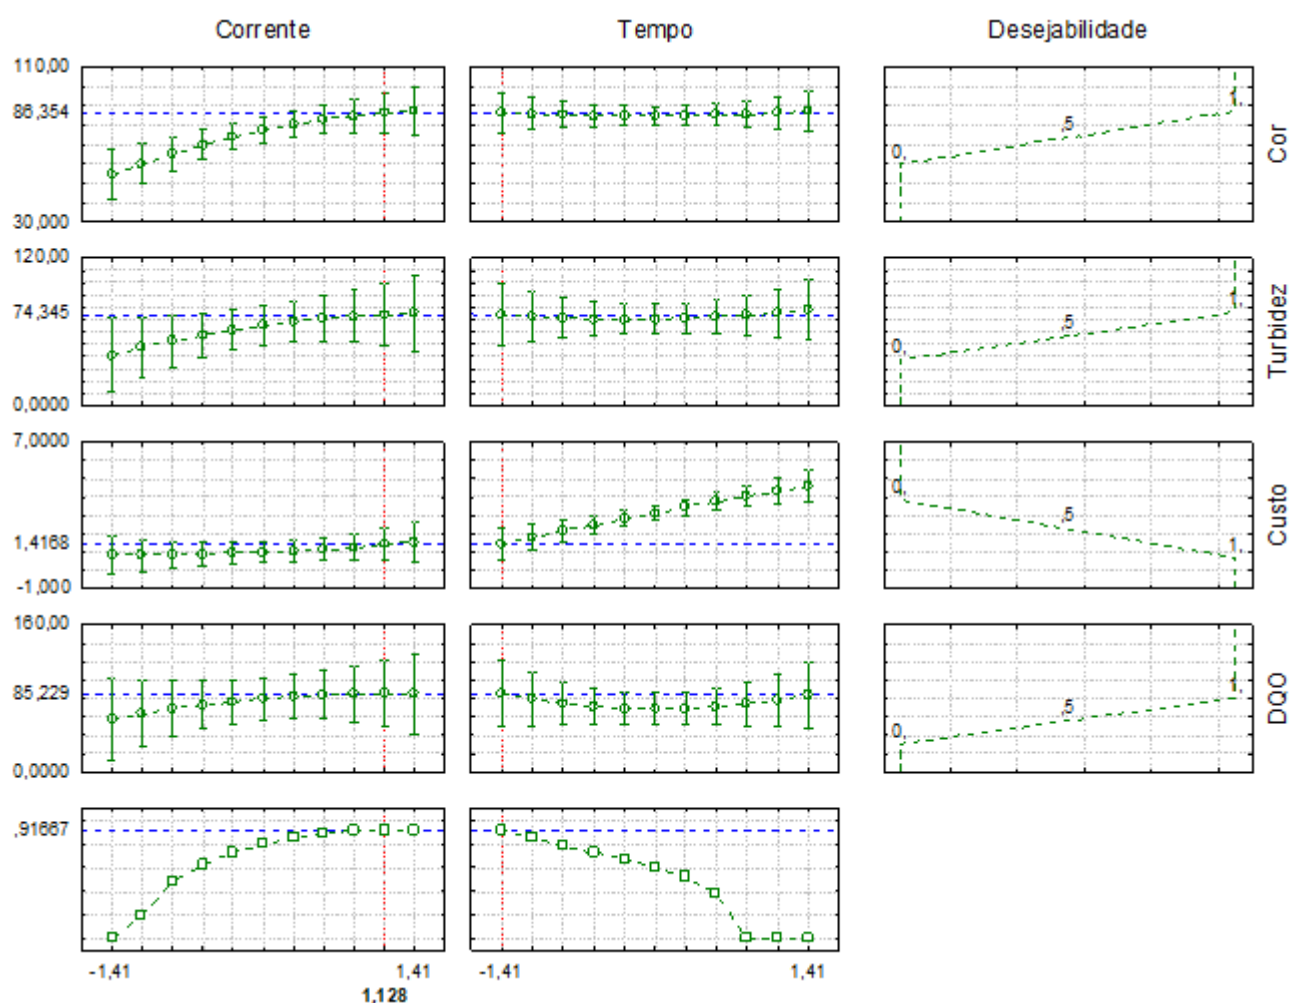 Corrente Tempo Desejabilidade
110,00
86,354
30,000
0, ,5 1,
Cor
120,00
74,345
0,0000
0, ,5 1,
Turbidez
7,0000
1,4168
-1,000
0, ,5 1,
Custo
160,00
85,229
0,0000
0, ,5 1,
DQO
,91667
-1,41 1,41 -1,41 1,41
1,128